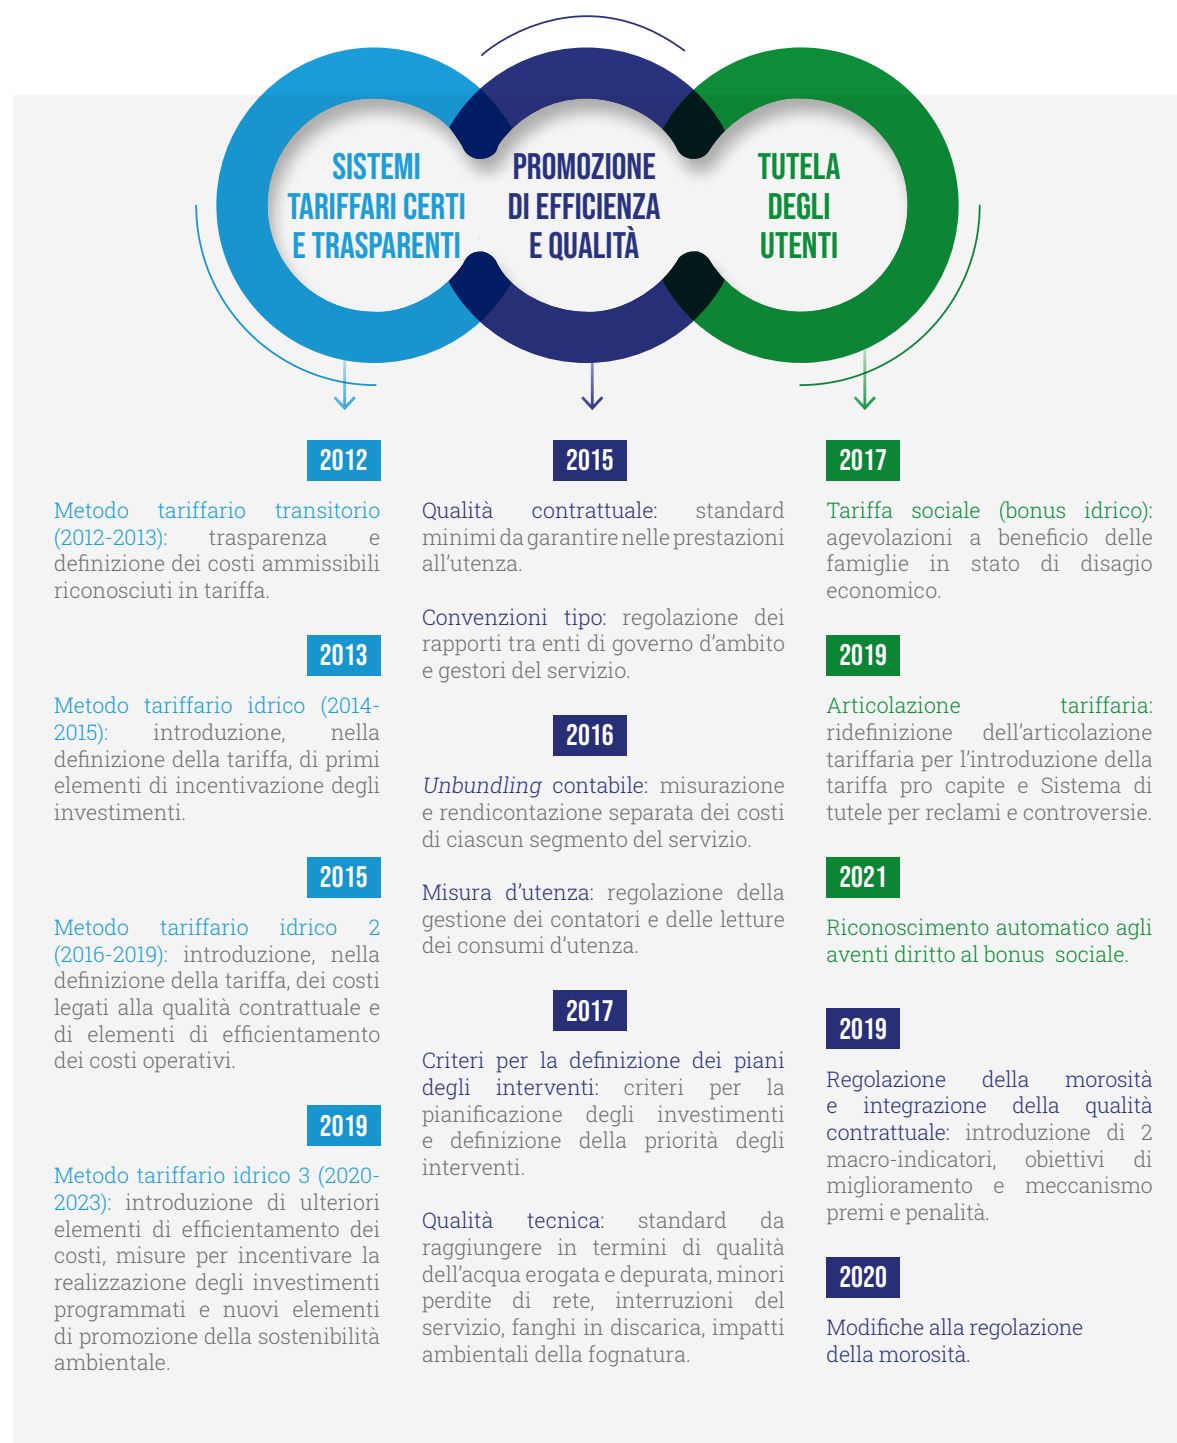 SISTEMI
TARIFFARI CERTI
E TRASPARENTI
PROMOZIONE
DI EFFICIENZA
E QUALITÀ
TUTELA
DEGLI
UTENTI
2012
Metodo tariffario transitorio
(2012-2013): trasparenza e
definizione dei costi ammissibili
riconosciuti in tariffa.
2013
Metodo tariffario idrico (2014-
2015): introduzione, nella
definizione della tariffa, di primi
elementi di incentivazione degli
investimenti.
2015
Metodo tariffario idrico 2
(2016-2019): introduzione, nella
definizione della tariffa, dei costi
legati alla qualità contrattuale e
di elementi di efficientamento
dei costi operativi.
2019
Metodo tariffario idrico 3 (2020-
2023): introduzione di ulteriori
elementi di efficientamento dei
costi, misure per incentivare la
realizzazione degli investimenti
programmati e nuovi elementi
di promozione della sostenibilità
ambientale.
2015
Qualità contrattuale: standard
minimi da garantire nelle prestazioni
all’utenza.
Convenzioni tipo: regolazione dei
rapporti tra enti di governo d’ambito
e gestori del servizio.
2016
Unbundling contabile: misurazione
e rendicontazione separata dei costi
di ciascun segmento del servizio.
Misura d’utenza: regolazione della
gestione dei contatori e delle letture
dei consumi d’utenza.
2017
Criteri per la definizione dei piani
degli interventi: criteri per la
pianificazione degli investimenti
e definizione della priorità degli
interventi.
Qualità tecnica: standard da
raggiungere in termini di qualità
dell’acqua erogata e depurata, minori
perdite di rete, interruzioni del
servizio, fanghi in discarica, impatti
ambientali della fognatura.
2017
Tariffa sociale (bonus idrico):
agevolazioni a beneficio delle
famiglie in stato di disagio
economico.
2019
Articolazione tariffaria:
ridefinizione dell’articolazione
tariffaria per l’introduzione della
tariffa pro capite e Sistema di
tutele per reclami e controversie.
2021
Riconoscimento automatico agli
aventi diritto al bonus sociale.
2019
Regolazione della morosità
e integrazione della qualità
contrattuale: introduzione di 2
macro-indicatori, obiettivi di
miglioramento e meccanismo
premi e penalità.
2020
Modifiche alla regolazione
della morosità.